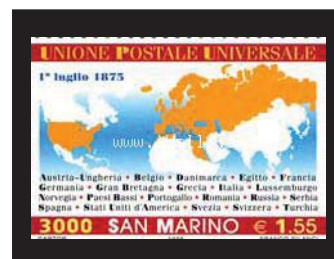 UNIONE POSTALE UNIVERSALE
1° luglio 1875
Austria-Ungheria • Belgio • Danimarca • Egitto • Francia
Germania • Gran Bretagna • Grecia • Italia • Lussemburgo
Norvegia • Paesi Bassi • Portogallo • Romania • Russia • Serbia
Spagna • Stati Uniti d'America • Svezia • Svizzera • Turchia
3000 SAN MARINO € 1.55